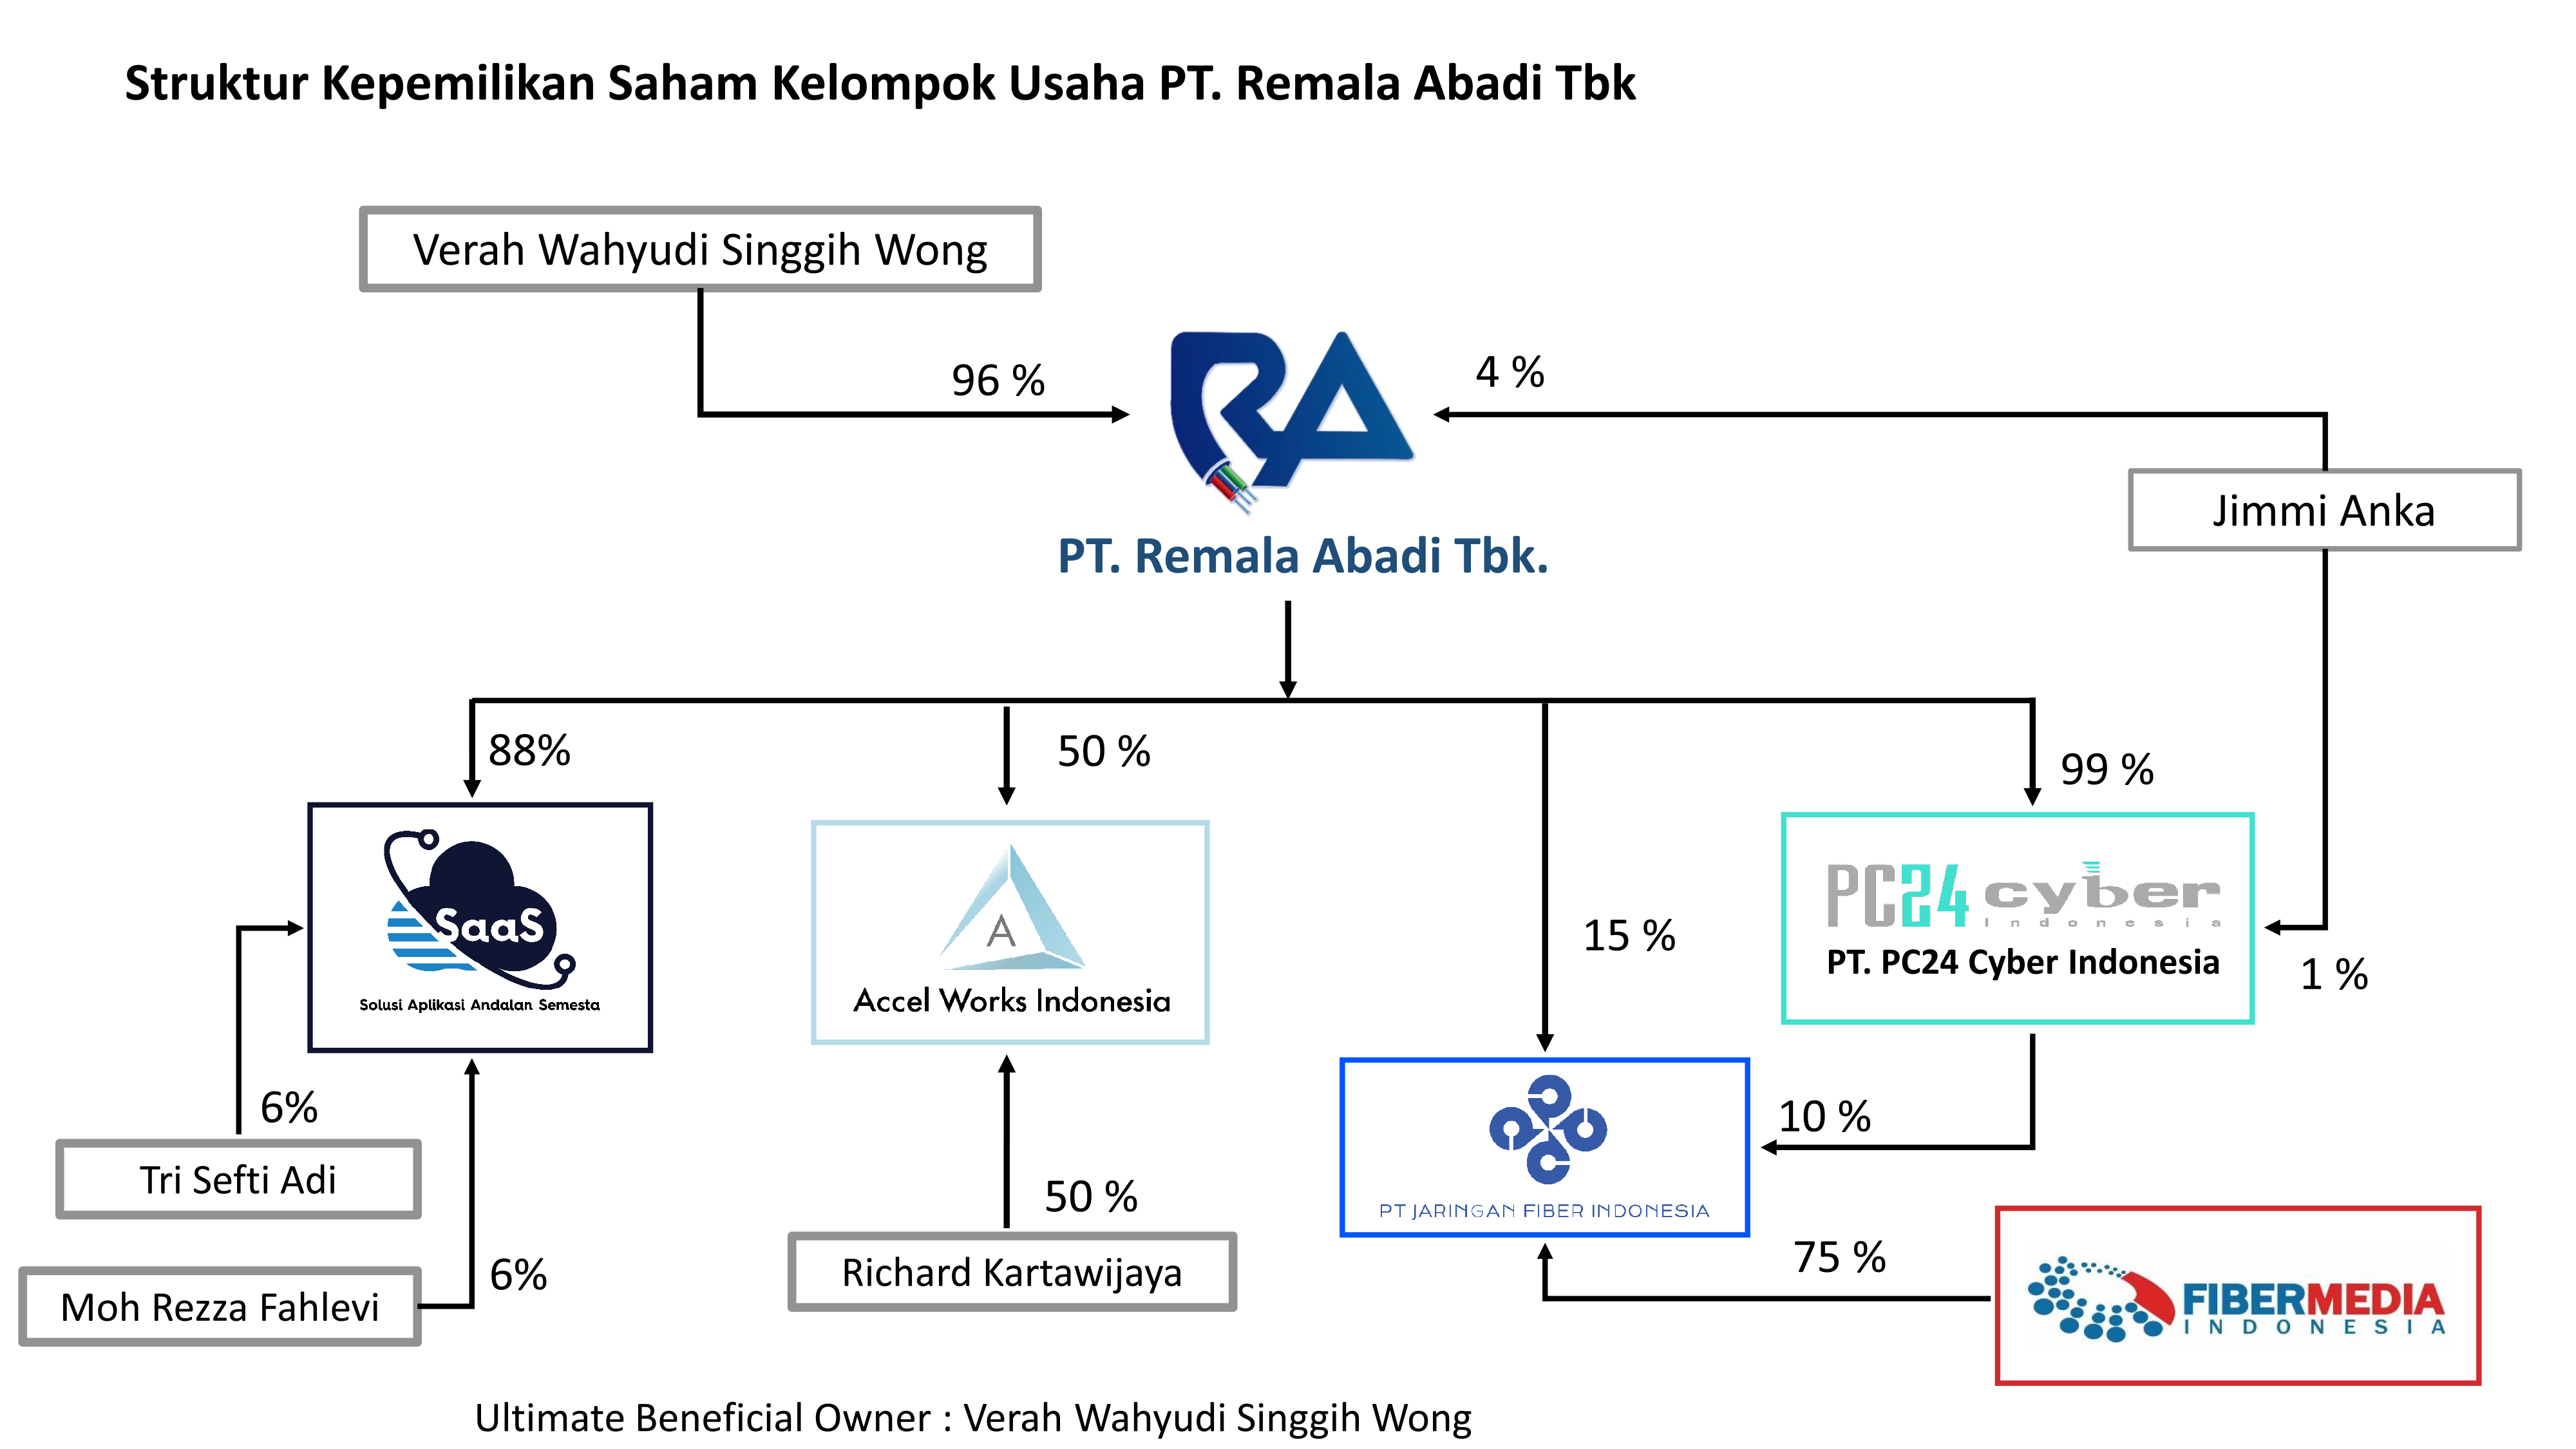 Struktur Kepemilikan Saham Kelompok Usaha PT. Remala Abadi Tbk
Verah Wahyudi Singgih Wong
96 %
RA
4 %
Jimmi Anka
PT. Remala Abadi Tbk.
88%
50 %
15 %
99 %
SaaS
Solusi Aplikasi Andalan Semesta
A
Accel Works Indonesia
PC24 cyber
Indonesia
PT. PC24 Cyber Indonesia
1 %
6%
Tri Sefti Adi
6%
Moh Rezza Fahlevi
50 %
Richard Kartawijaya
10 %
PT JARINGAN FIBER INDONESIA
75 %
FIBERMEDIA
INDONESIA
Ultimate Beneficial Owner : Verah Wahyudi Singgih Wong